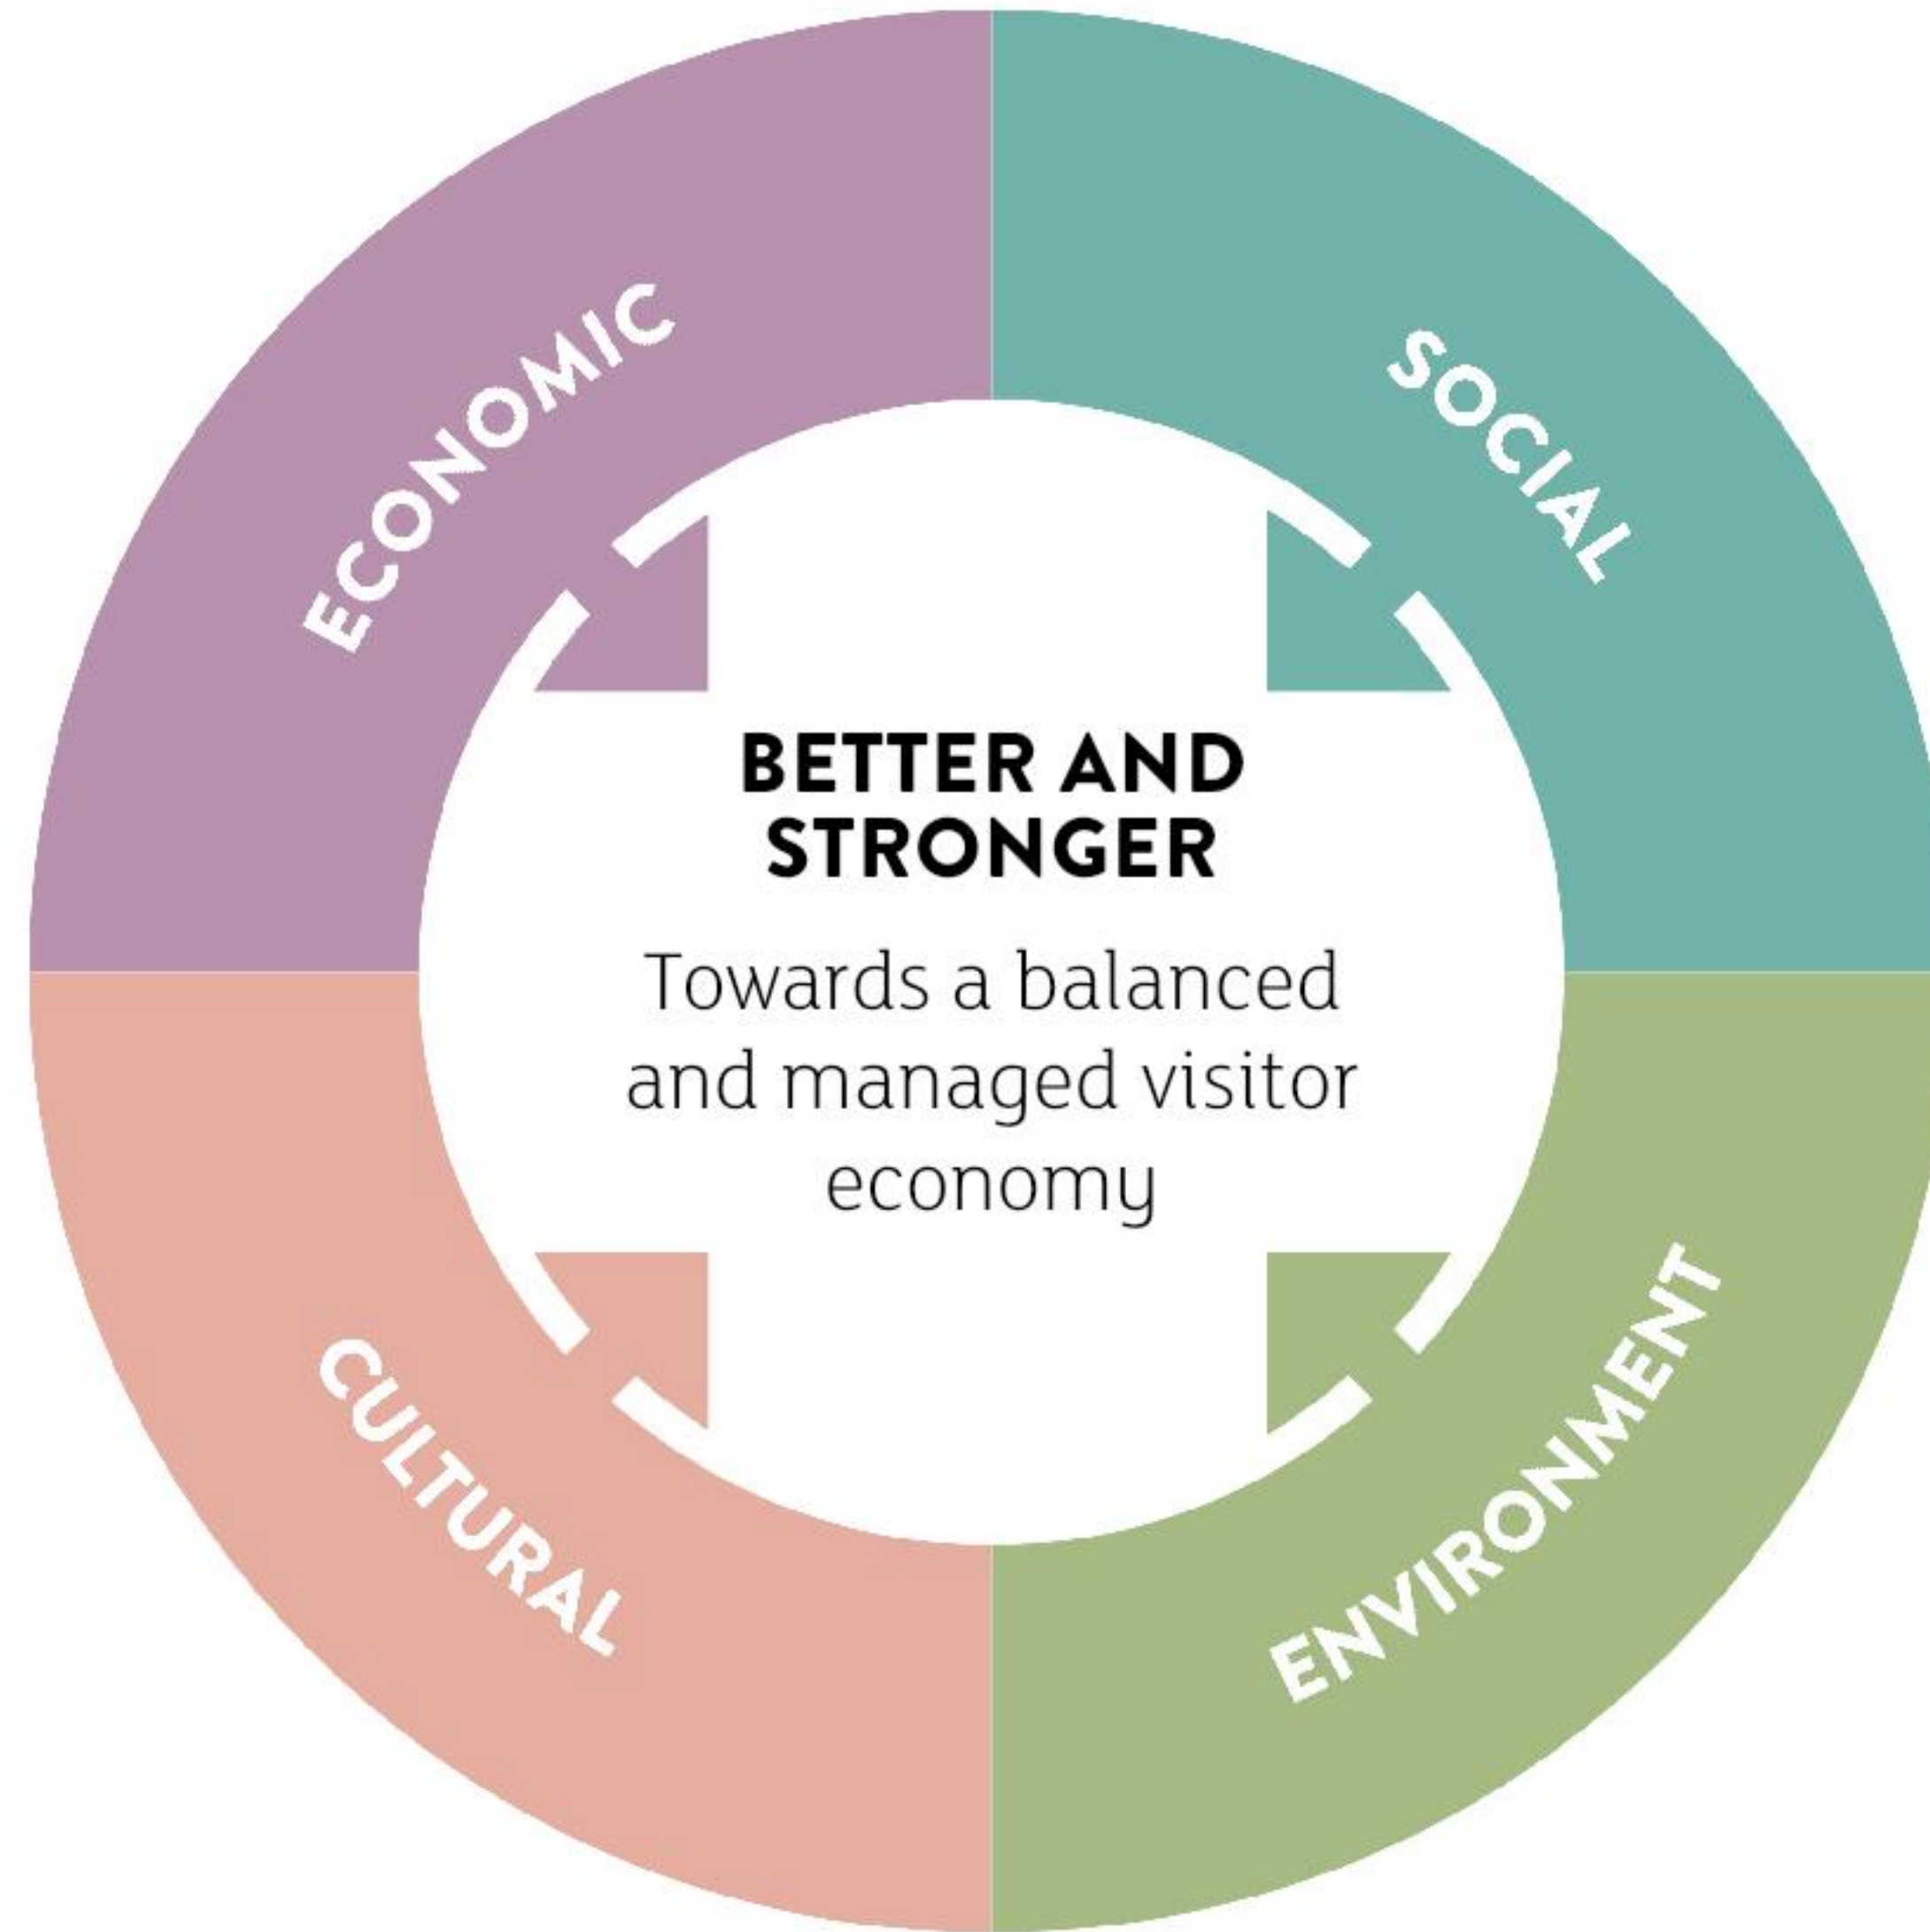 ECONOMIC
SOCIAL
BETTER AND
STRONGER
Towards a balanced
and managed visitor
economy
CULTURAL
ENVIRONMENT